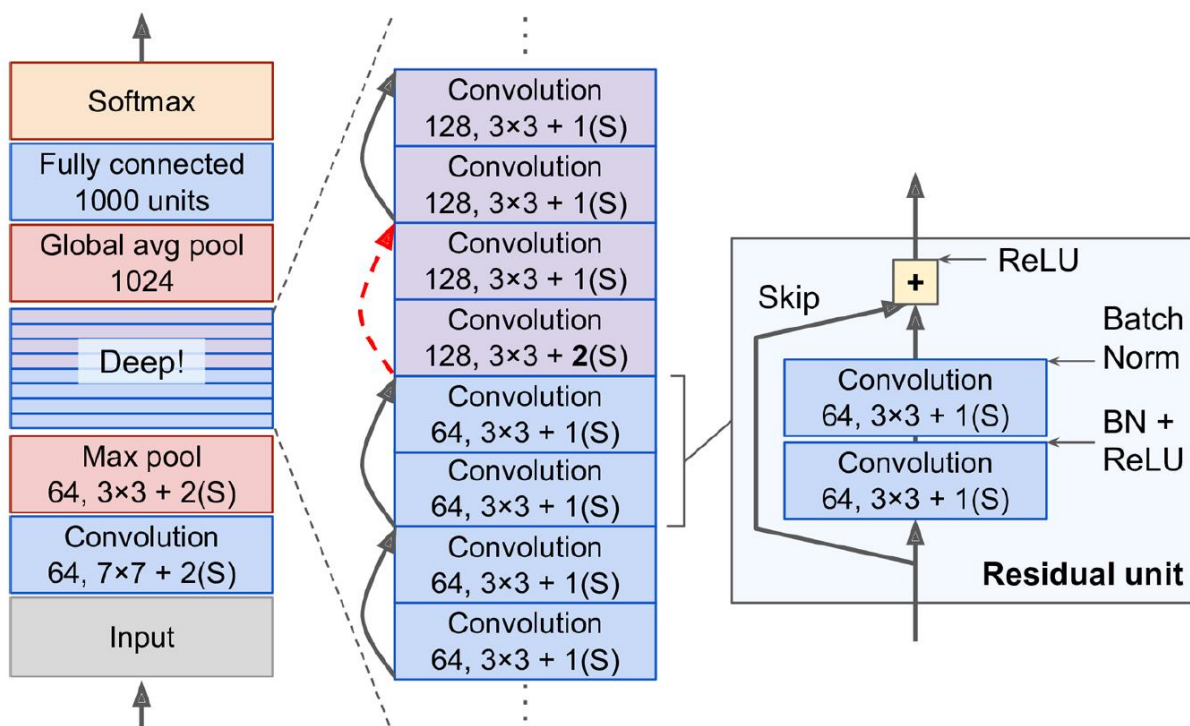 Softmax
Fully connected
1000 units
Global avg pool
1024
Deep!
Max pool
64, 3×3 + 2(S)
Convolution
64, 7×7 + 2(S)
Input
Convolution
128, 3×3 + 1(S)
Convolution
128, 3×3 + 1(S)
Convolution
128, 3×3 + 1(S)
Convolution
128, 3×3 + 2(S)
Convolution
64, 3×3 + 1(S)
Convolution
64, 3×3 + 1(S)
Convolution
64, 3×3 + 1(S)
Convolution
64, 3×3 + 1(S)
ReLU
+
Skip
Batch
Norm
Convolution
64, 3×3 + 1(S)
BN +
ReLU
Convolution
64, 3×3 + 1(S)
Residual unit